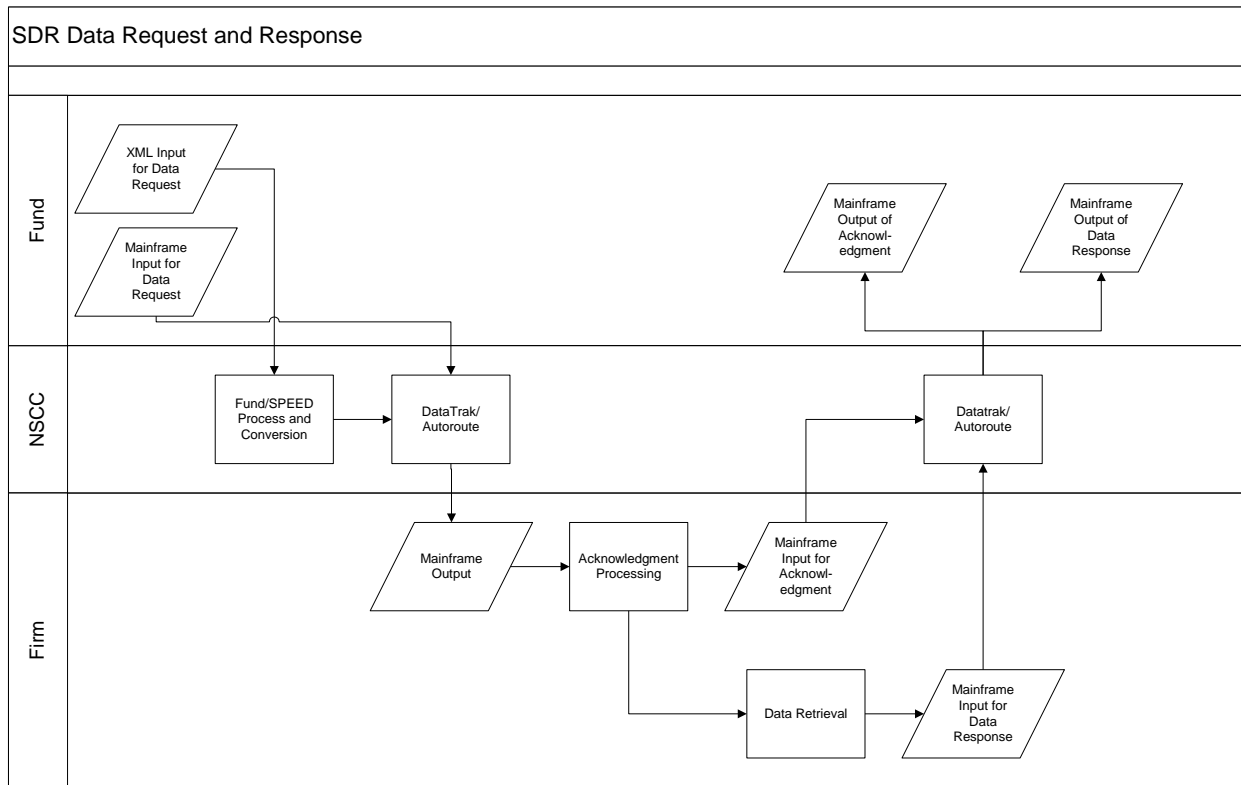 SDR Data Request and Response
Fund
XML Input
for Data
Request
Mainframe
Input for
Data
Request
Mainframe
Output of
Acknowl-
edgment
Mainframe
Output of
Data
Response
NSCC
Fund/SPEED
Process and
Conversion
DataTrak/
Autoroute
Datatrak/
Autoroute
Firm
Mainframe
Output
Acknowledgment
Processing
Mainframe
Input for
Acknowl-
edgment
Data Retrieval
Mainframe
Input for
Data
Response